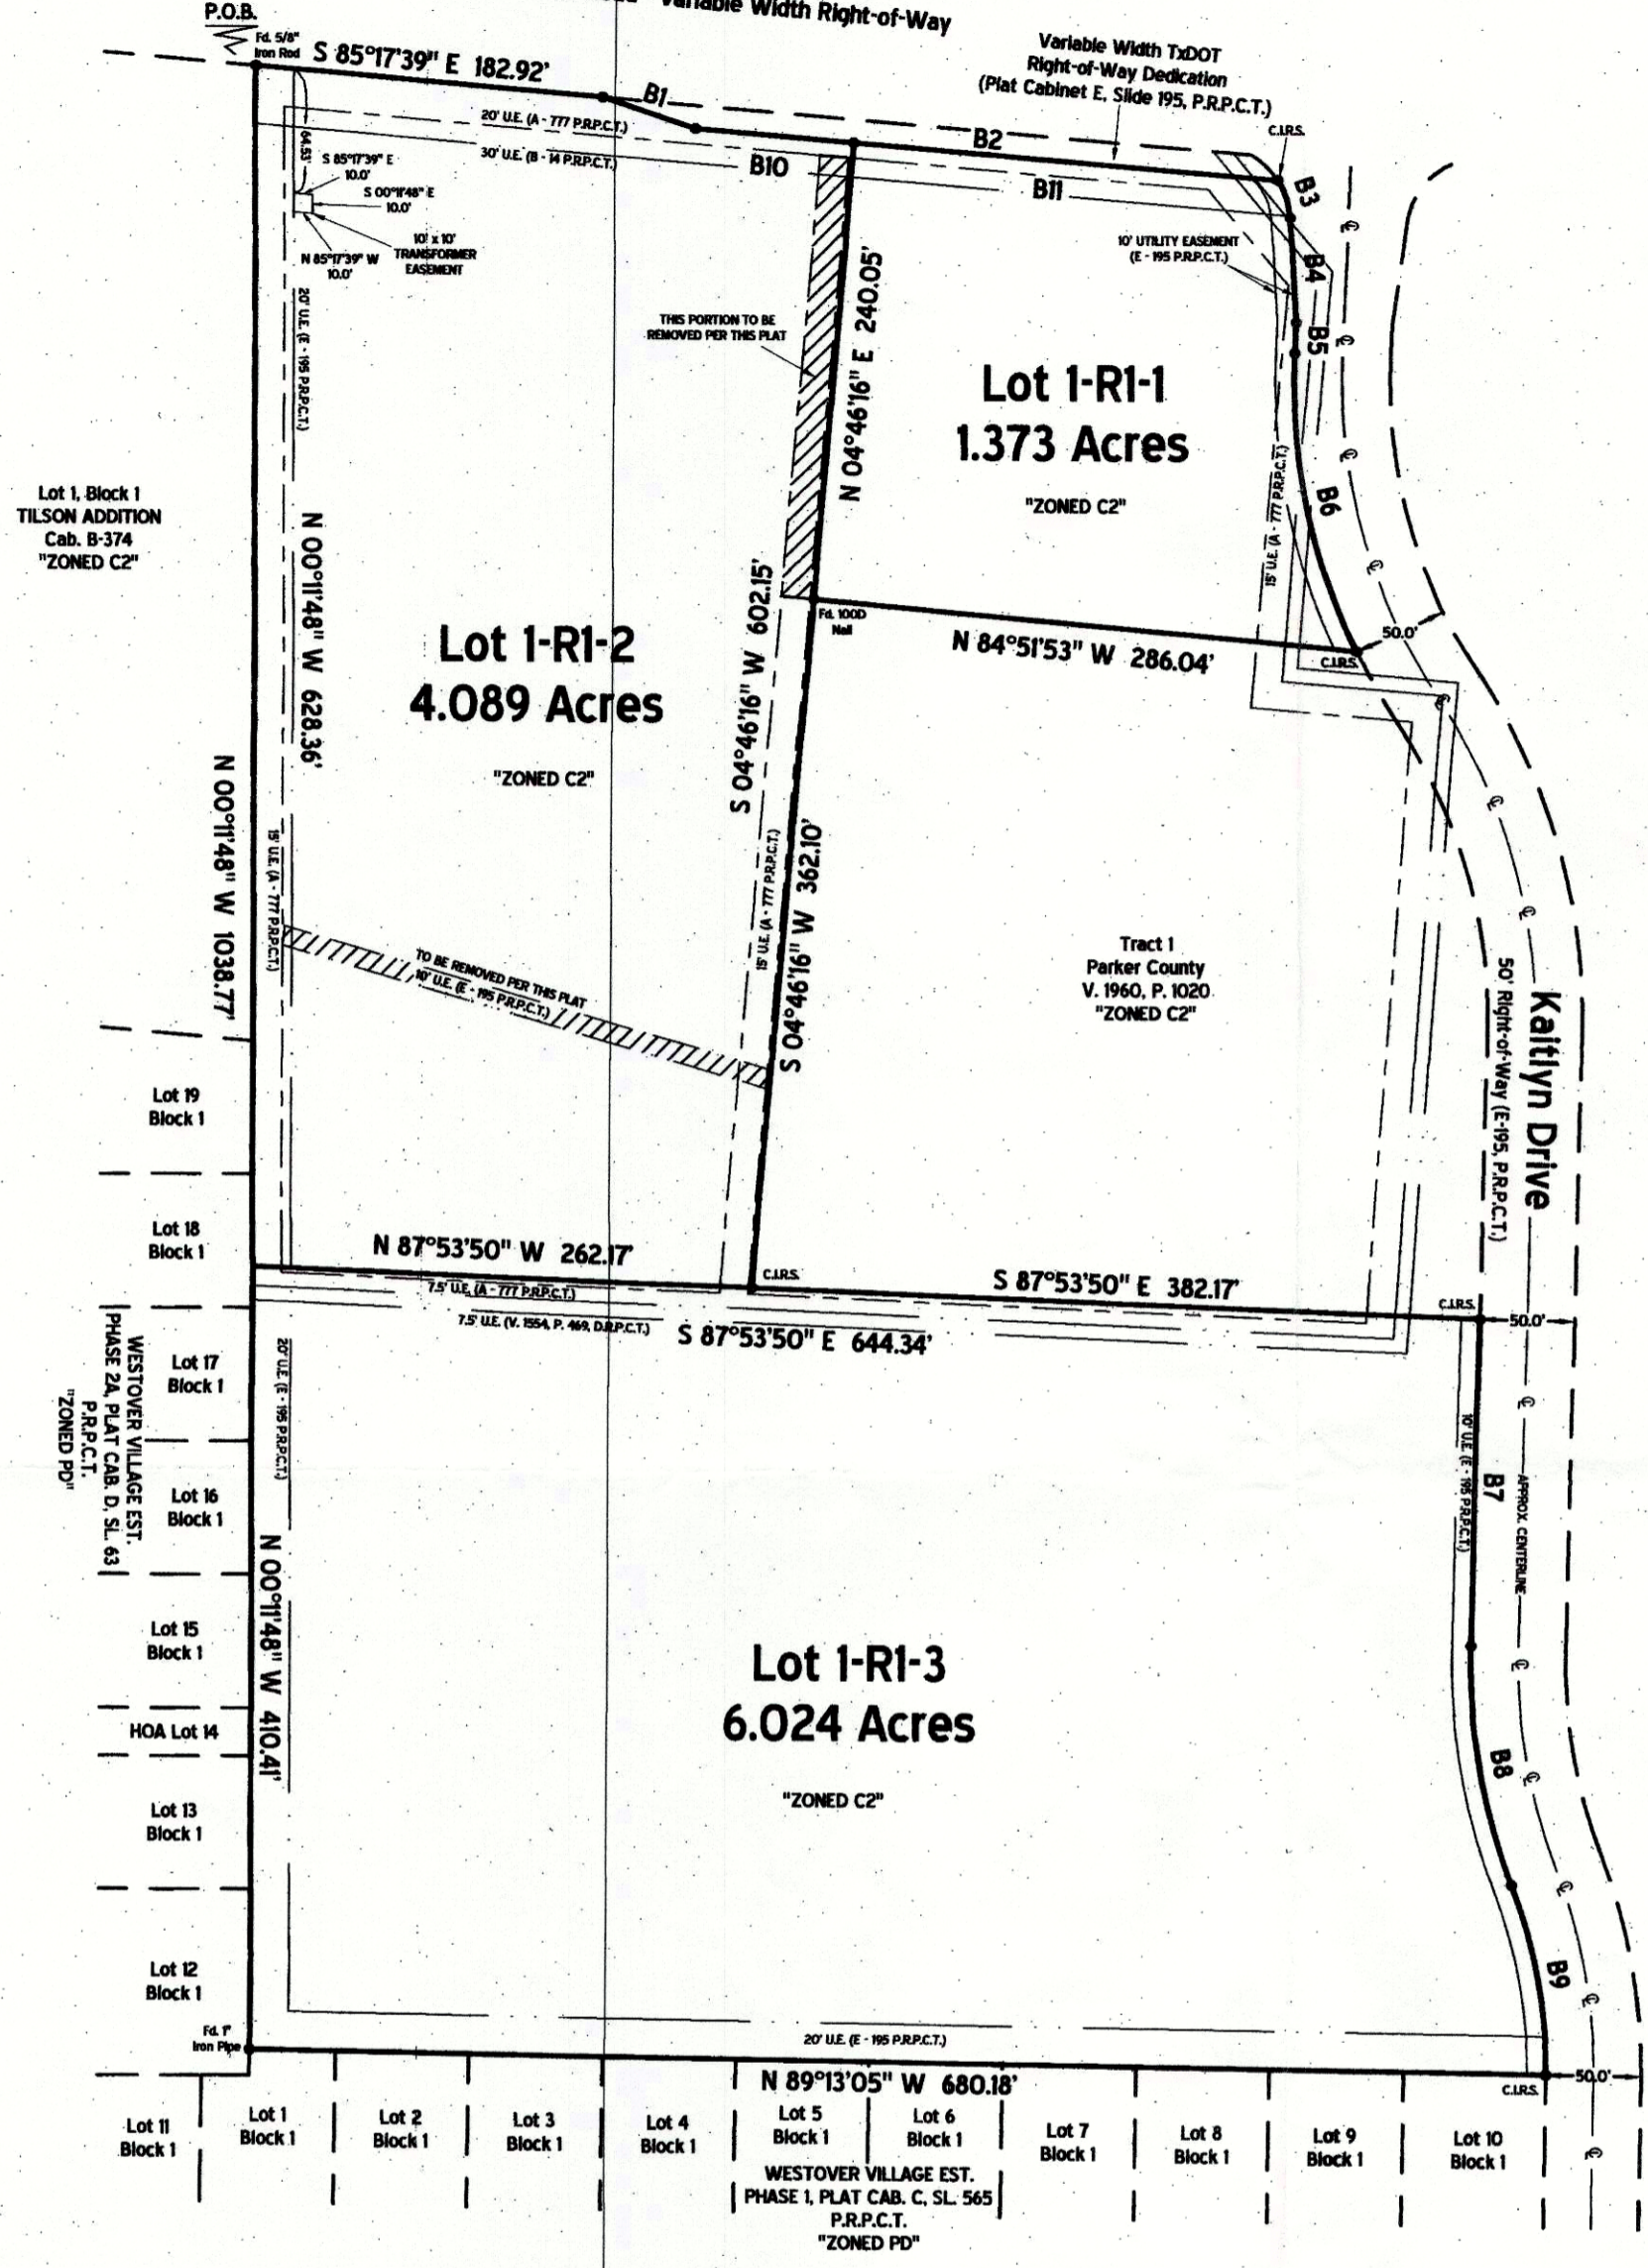 Variable Width Right-of-Way
P.O.B.
Fd. 5/8"
Iron Rod
S 85°17'39" E 182.92'
B1
Variable Width TxDOT
Right-of-Way Dedication
(Plat Cabinet E, Slide 195, P.R.P.C.T.)
C.I.R.S.
B2
B3
20' U.E. (A - 777 P.R.P.C.T.)
30' U.E. (B - 14 P.R.P.C.T.)
B10
B11
64.53'
S 85°17'39" E
10.0'
S 00°11'48" E
10.0'
N 85°17'39" W
10.0'
10' x 10'
TRANSFORMER
EASEMENT
10' UTILITY EASEMENT
(E - 195 P.R.P.C.T.)
B4
B5
20' U.E. (E - 195 P.R.P.C.T.)
THIS PORTION TO BE
REMOVED PER THIS PLAT
N 04°46'16" E 240.05'
Lot 1-R1-1
1.373 Acres
"ZONED C2"
15' U.E. (A - 777 P.R.P.C.T.)
B6
Lot 1, Block 1
TILSON ADDITION
Cab. B-374
"ZONED C2"
N 00°11'48" W 628.36'
Lot 1-R1-2
4.089 Acres
"ZONED C2"
S 04°46'16" W 602.15'
Fd. 100D
Nail
N 84°51'53" W 286.04'
C.I.R.S.
50.0'
N 00°11'48" W 1038.77'
15' U.E. (A - 777 P.R.P.C.T.)
15' U.E. (A - 777 P.R.P.C.T.)
S 04°46'16" W 362.10'
TO BE REMOVED PER THIS PLAT
10' U.E. (E - 195 P.R.P.C.T.)
Tract 1
Parker County
V. 1960, P. 1020
"ZONED C2"
Kaitlyn Drive
50' Right-of-Way (E-195, P.R.P.C.T.)
Lot 19
Block 1
Lot 18
Block 1
N 87°53'50" W 262.17'
C.I.R.S.
S 87°53'50" E 382.17'
C.I.R.S.
50.0'
7.5' U.E. (A - 777 P.R.P.C.T.)
7.5' U.E. (V. 1554, P. 469, D.R.P.C.T.)
S 87°53'50" E 644.34'
WESTOVER VILLAGE EST.
PHASE 2A, PLAT CAB. D, SL. 63
P.R.P.C.T.
"ZONED PD"
Lot 17
Block 1
20' U.E. (E - 195 P.R.P.C.T.)
10' U.E. (E - 195 P.R.P.C.T.)
B7
APPROX. CENTERLINE
Lot 16
Block 1
N 00°11'48" W 410.41'
Lot 15
Block 1
Lot 1-R1-3
6.024 Acres
"ZONED C2"
HOA Lot 14
B8
Lot 13
Block 1
Lot 12
Block 1
B9
Fd. 1"
Iron Pipe
20' U.E. (E - 195 P.R.P.C.T.)
N 89°13'05" W 680.18'
C.I.R.S.
50.0'
Lot 11
Block 1
Lot 1
Block 1
Lot 2
Block 1
Lot 3
Block 1
Lot 4
Block 1
Lot 5
Block 1
Lot 6
Block 1
Lot 7
Block 1
Lot 8
Block 1
Lot 9
Block 1
Lot 10
Block 1
WESTOVER VILLAGE EST.
PHASE 1, PLAT CAB. C, SL. 565
P.R.P.C.T.
"ZONED PD"